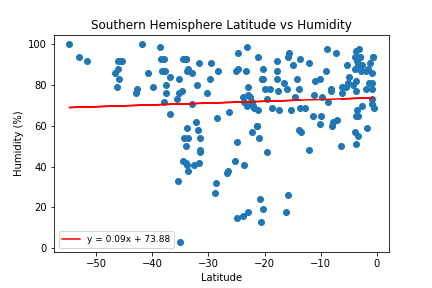 Southern Hemisphere Latitude vs Humidity
100
80
60
40
20
0
Humidity (%)
y = 0.09x + 73.88
−50 −40 −30 −20 −10 0
Latitude